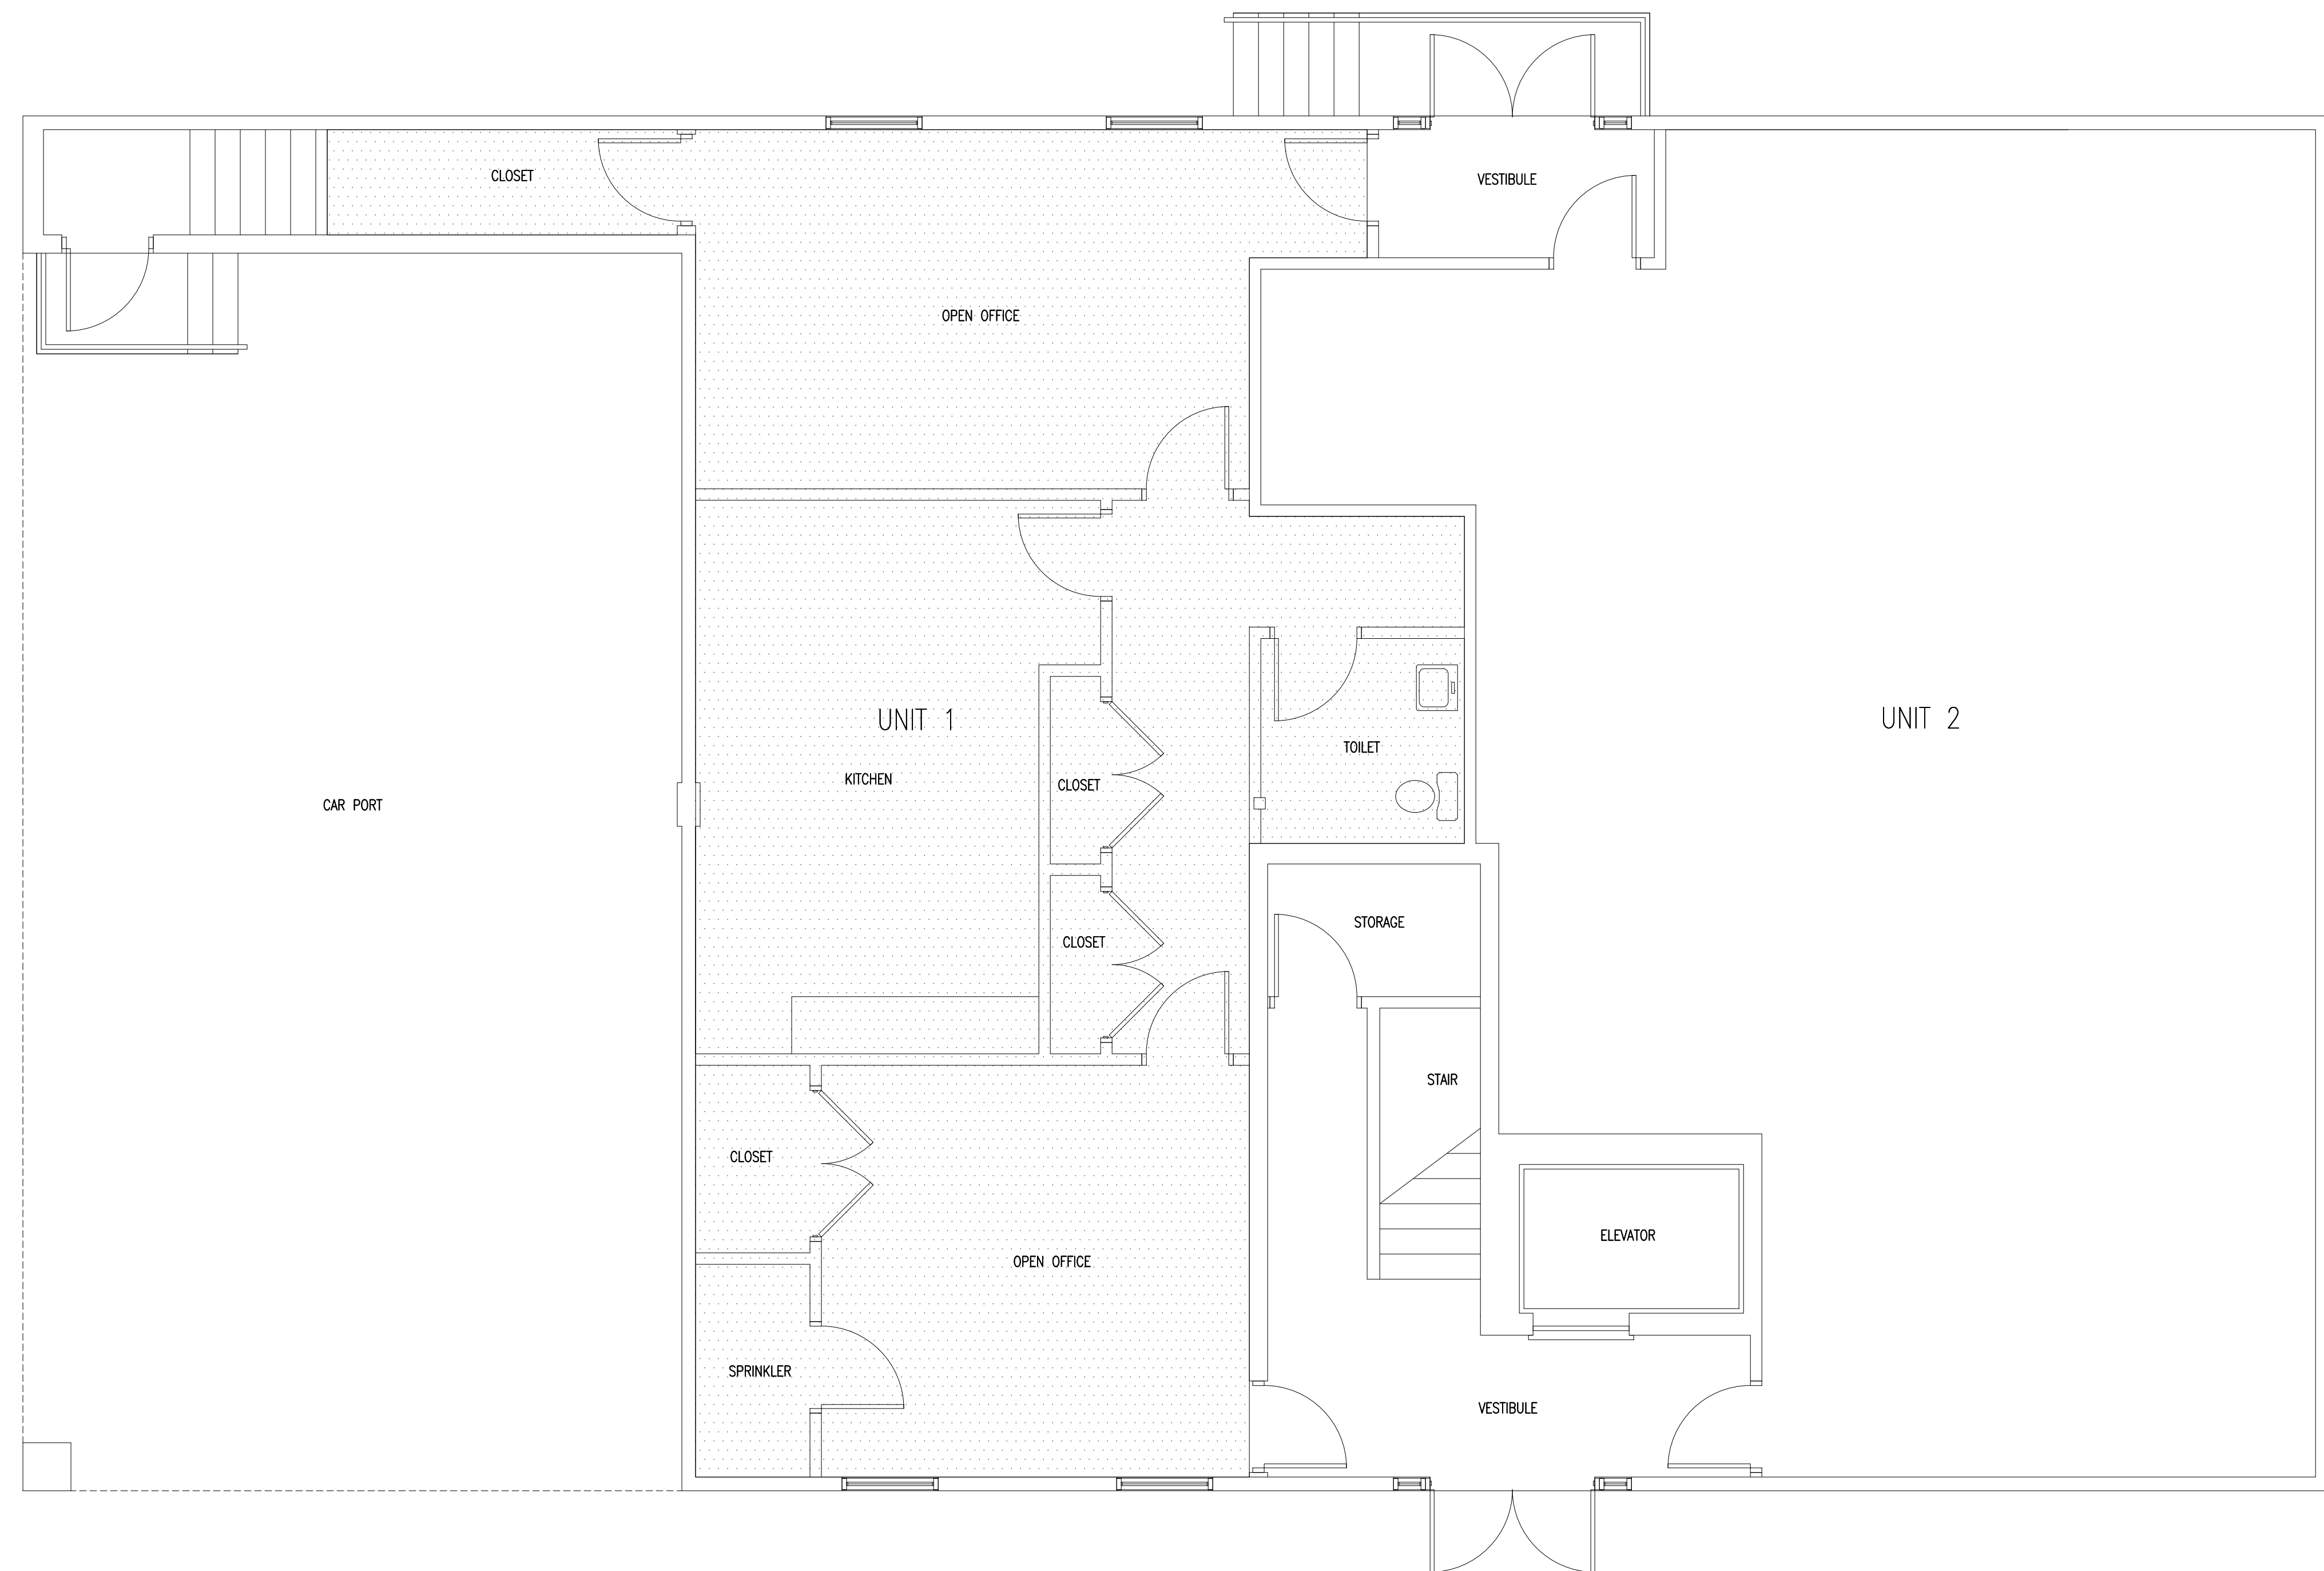 CLOSET
VESTIBULE
OPEN OFFICE
UNIT 1
UNIT 2
TOILET
KITCHEN
CLOSET
CAR PORT
STORAGE
CLOSET
STAIR
CLOSET
ELEVATOR
OPEN OFFICE
SPRINKLER
VESTIBULE